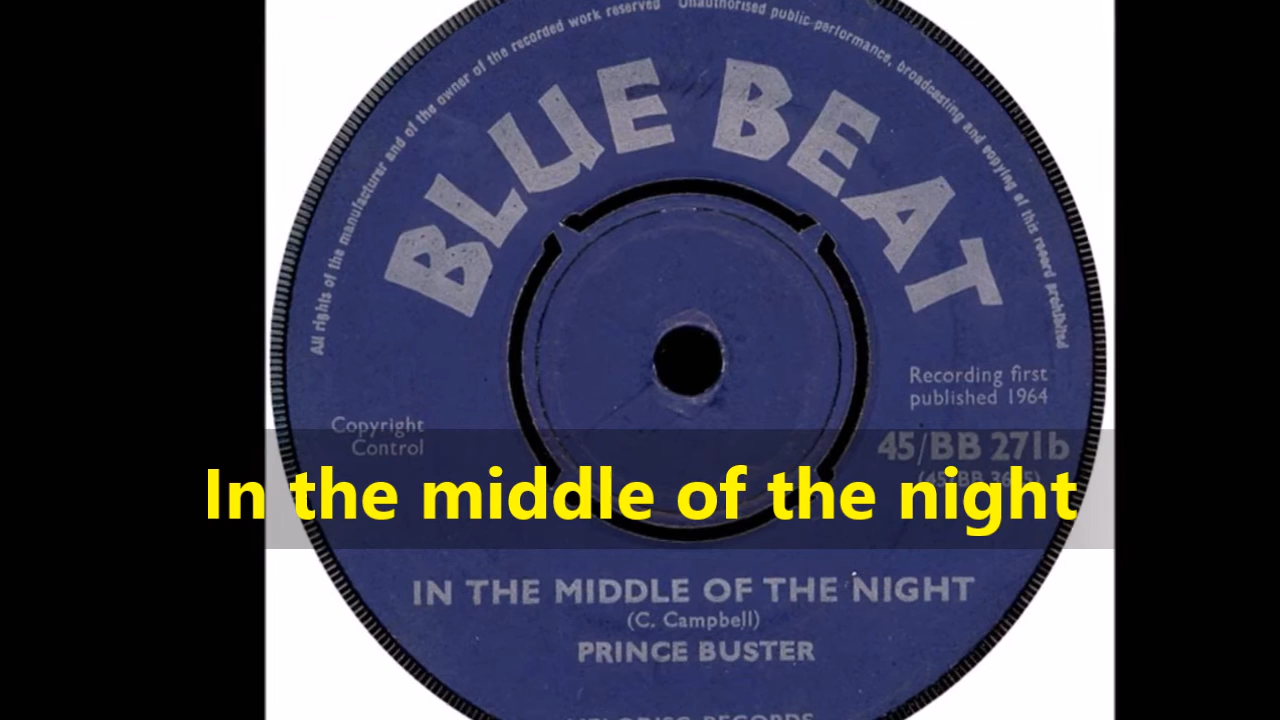 All rights of the manufacturer and of the owner of the recorded work reserved Unauthorised public performance, broadcasting and copying of this record prohibited
BLUE BEAT
Recording first
published 1964
Copyright
Control
45/BB 271b
In the middle of the night
IN THE MIDDLE OF THE NIGHT
(C. Campbell)
PRINCE BUSTER
MELODISC RECORDS